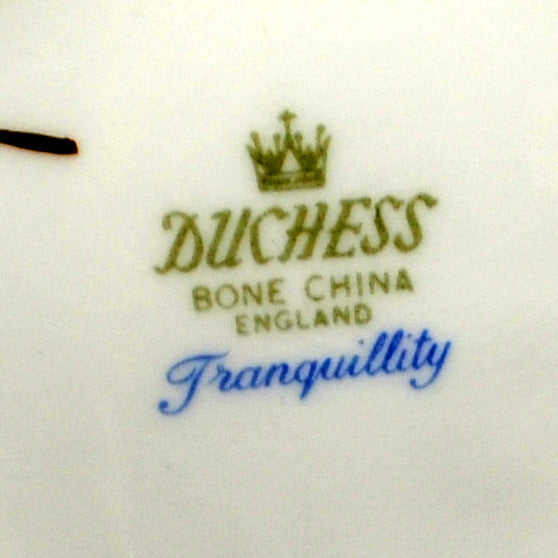 DUCHESS
BONE CHINA
ENGLAND
Tranquillity